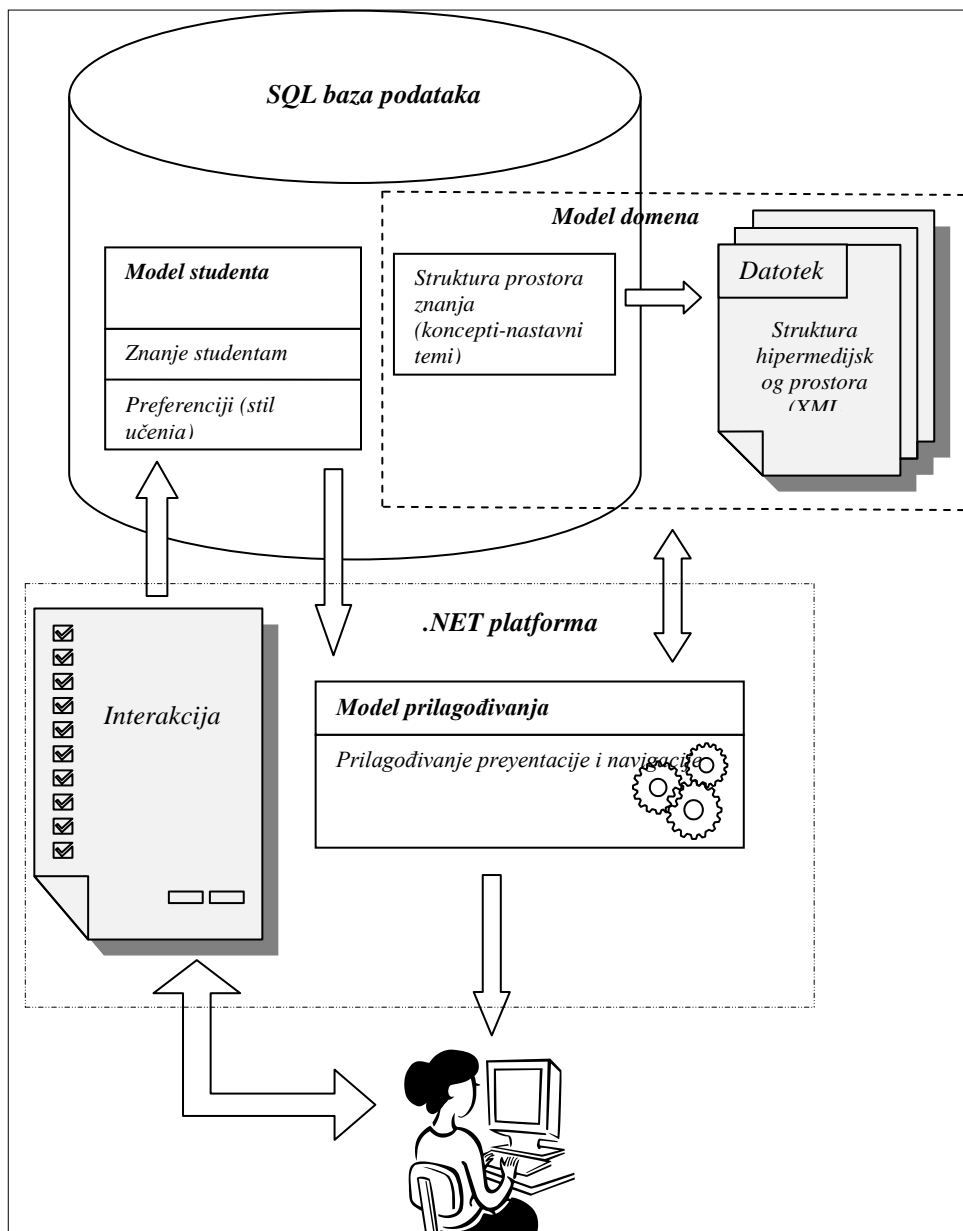 SQL baza podataka
Model domena
Model studenta
Znanje studentam
Preferenciji (stil
učenja)
Struktura prostora
znanja
(koncepti-nastavni
temi)
Datotek
Struktura
hipermedijsk
og prostora
(XML
.NET platforma
Interakcija
Model prilagođivanja
Prilagođivanje preyentacije i navigacije